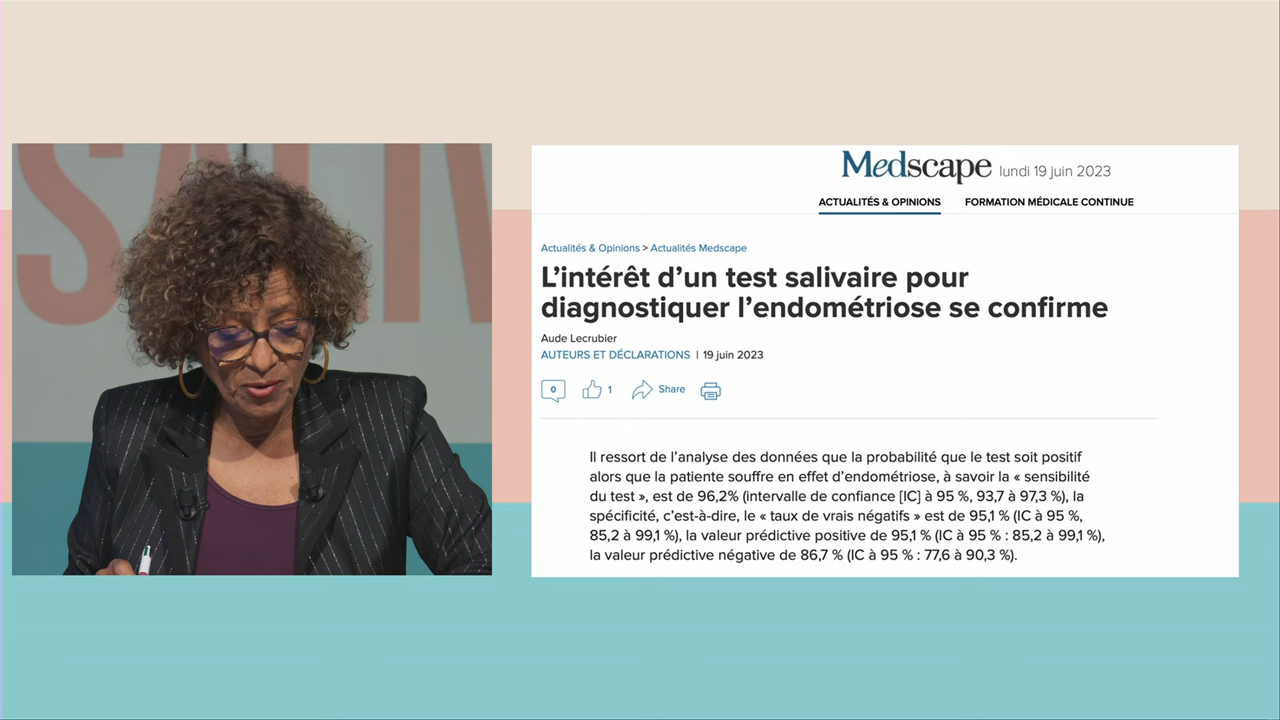 SALIV
Medscape lundi 19 juin 2023
ACTUALITÉS & OPINIONS FORMATION MÉDICALE CONTINUE
Actualités & Opinions > Actualités Medscape
L’intérêt d’un test salivaire pour
diagnostiquer l’endométriose se confirme
Aude Lecrubier
AUTEURS ET DÉCLARATIONS | 19 juin 2023
0 1 Share
Il ressort de l’analyse des données que la probabilité que le test soit positif
alors que la patiente souffre en effet d’endométriose, à savoir la « sensibilité
du test », est de 96,2% (intervalle de confiance [IC] à 95 %, 93,7 à 97,3 %), la
spécificité, c’est-à-dire, le « taux de vrais négatifs » est de 95,1 % (IC à 95 %,
85,2 à 99,1 %), la valeur prédictive positive de 95,1 % (IC à 95 % : 85,2 à 99,1 %),
la valeur prédictive négative de 86,7 % (IC à 95 % : 77,6 à 90,3 %).